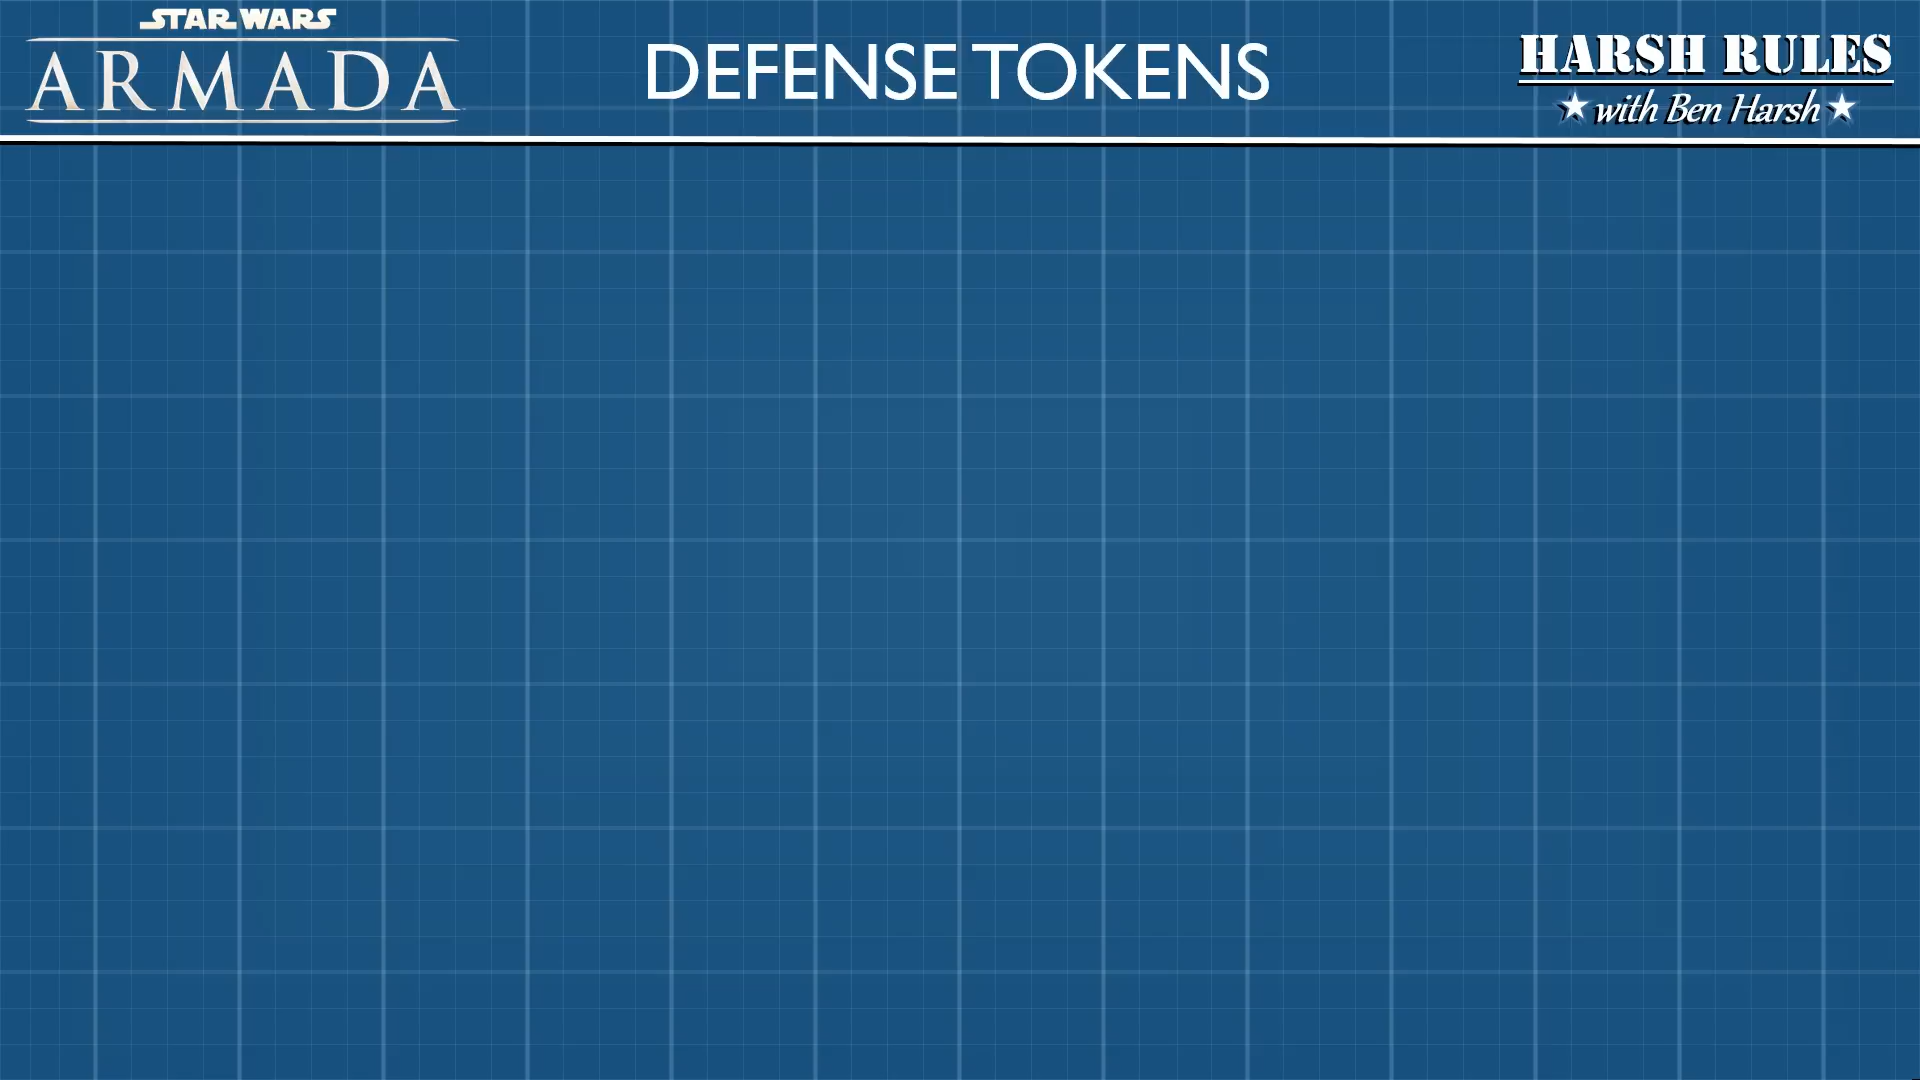 STAR WARS
ARMADA
DEFENSE TOKENS
HARSH RULES
with Ben Harsh